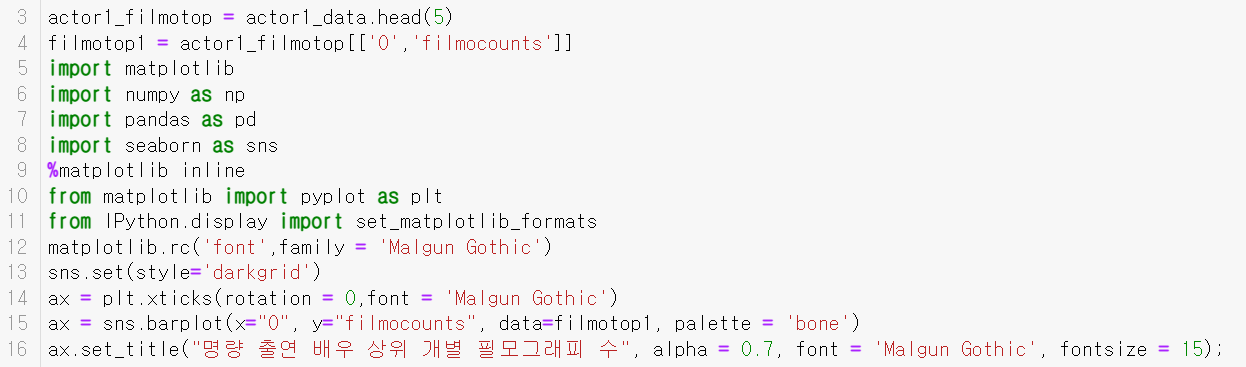 3 actor1_filmotop = actor1_data.head(5)
4 filmotop1 = actor1_filmotop[['0','filmocounts']]
5 import matplotlib
6 import numpy as np
7 import pandas as pd
8 import seaborn as sns
9 %matplotlib inline
10 from matplotlib import pyplot as plt
11 from IPython.display import set_matplotlib_formats
12 matplotlib.rc('font',family = 'Malgun Gothic')
13 sns.set(style='darkgrid')
14 ax = plt.xticks(rotation = 0,font = 'Malgun Gothic')
15 ax = sns.barplot(x="0", y="filmocounts", data=filmotop1, palette = 'bone')
16 ax.set_title("명량 출연 배우 상위 개별 필모그래피 수", alpha = 0.7, font = 'Malgun Gothic', fontsize = 15);